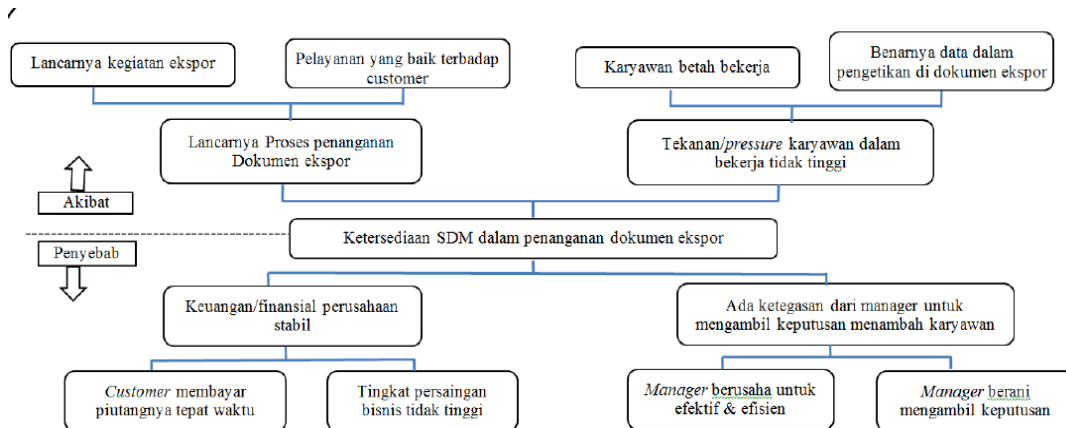 Lancarnya kegiatan ekspor
Pelayanan yang baik terhadap
customer
Karyawan betah bekerja
Benarnya data dalam
pengetikan di dokumen ekspor
Lancarnya Proses penanganan
Dokumen ekspor
Tekanan/pressure karyawan dalam
bekerja tidak tinggi
Akibat
Ketersediaan SDM dalam penanganan dokumen ekspor
Penyebab
Keuangan/finansial perusahaan
stabil
Ada ketegasan dari manager untuk
mengambil keputusan menambah karyawan
Customer membayar
piutangnya tepat waktu
Tingkat persaingan
bisnis tidak tinggi
Manager berusaha untuk
efektif & efisien
Manager berani
mengambil keputusan